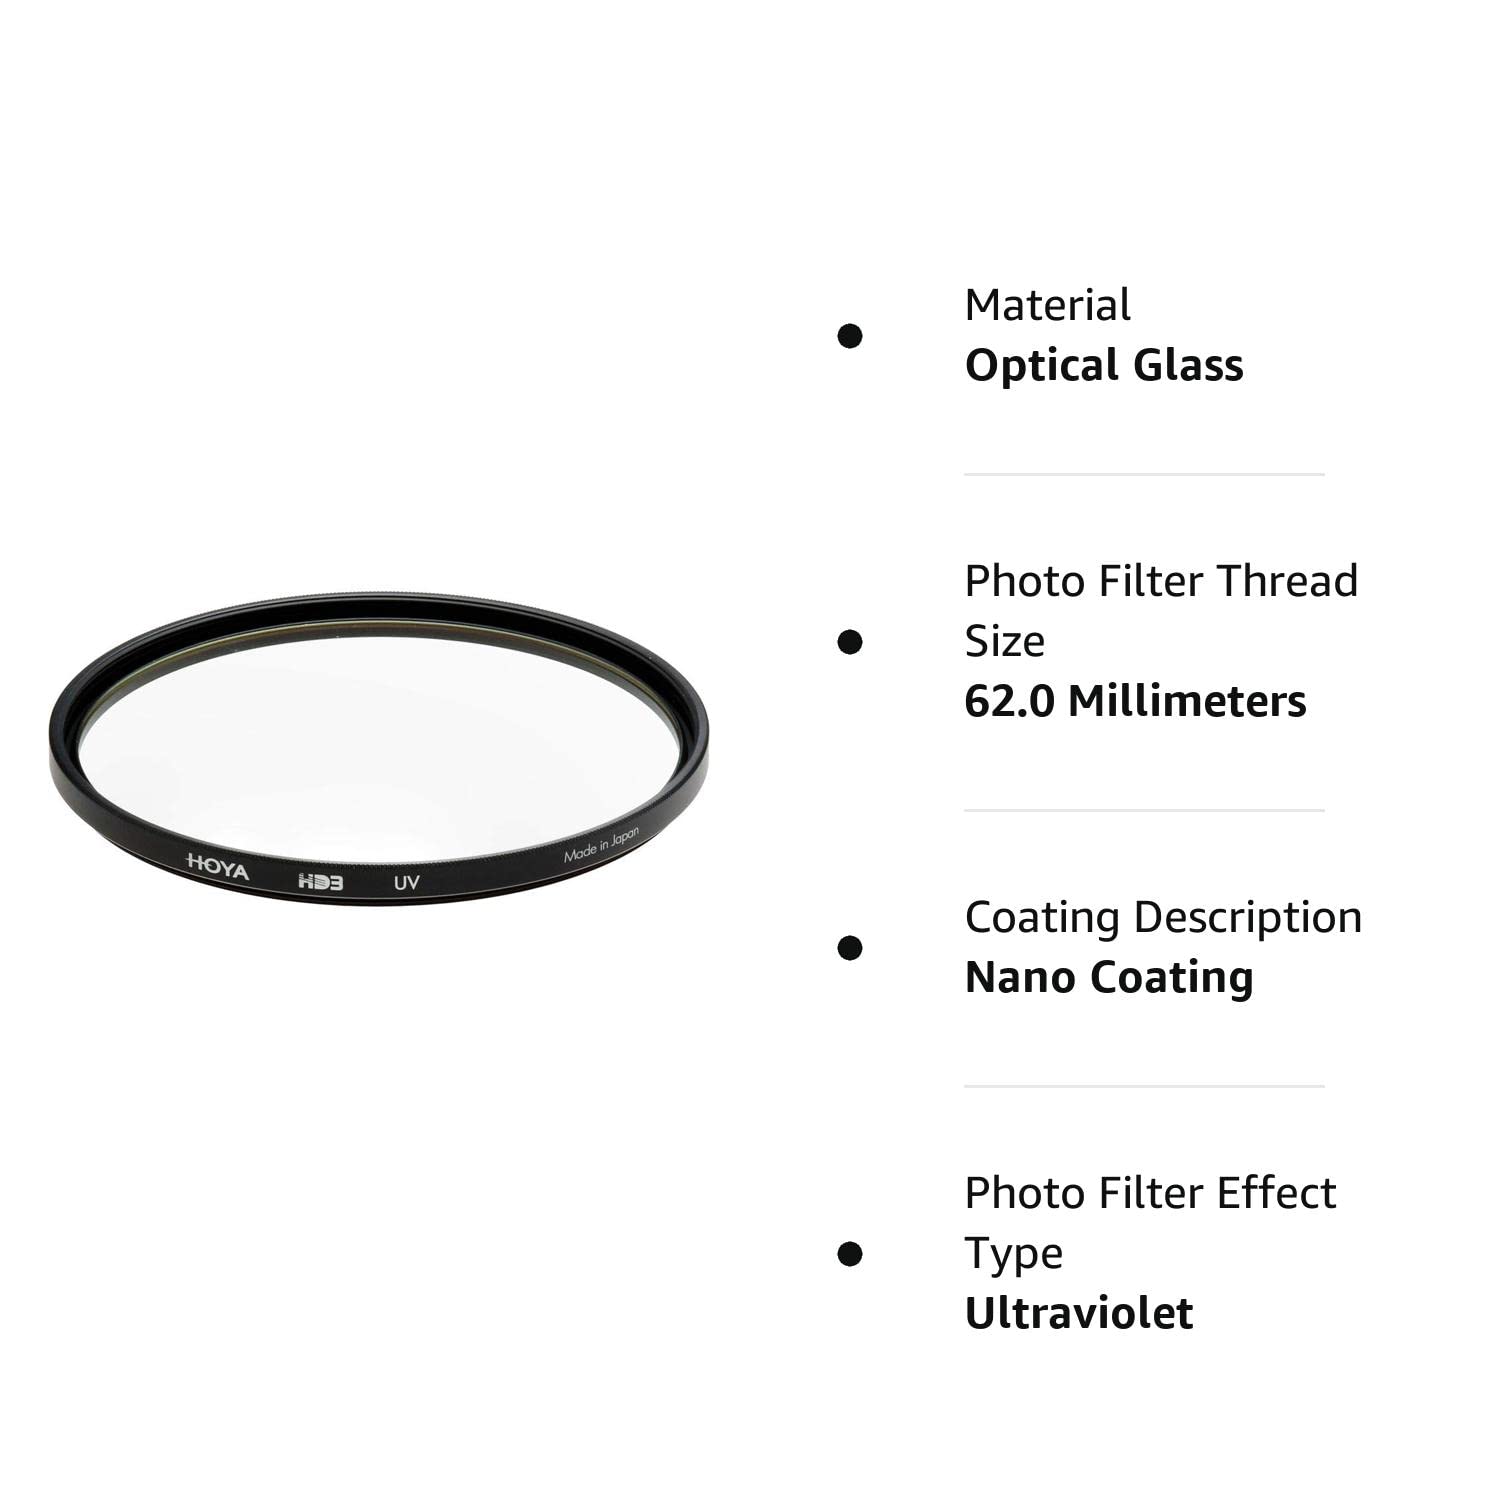 Material
Optical Glass
Photo Filter Thread
Size
62.0 Millimeters
Coating Description
Nano Coating
Photo Filter Effect
Type
Ultraviolet
HOYA HD3 UV Made in Japan